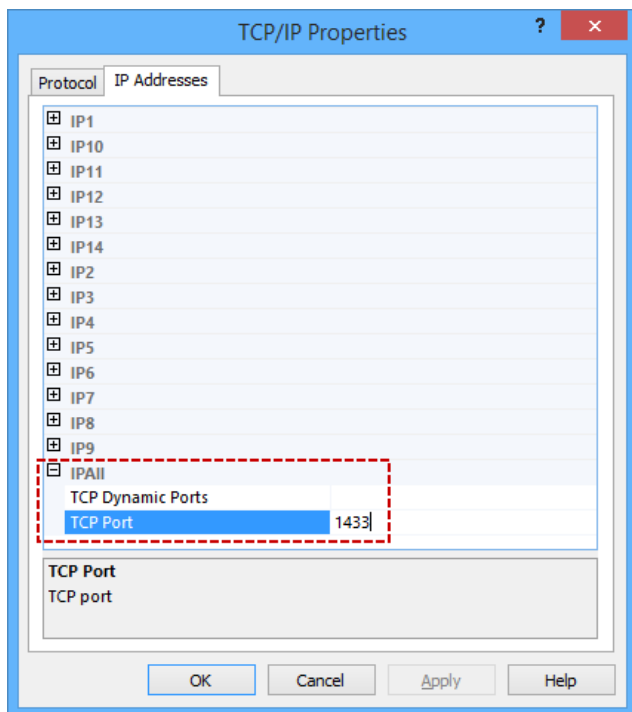 TCP/IP Properties
?
Protocol IP Addresses
IP1
IP10
IP11
IP12
IP13
IP14
IP2
IP3
IP4
IP5
IP6
IP7
IP8
IP9
IPAll
TCP Dynamic Ports
TCP Port 1433
TCP Port
TCP port
OK Cancel Apply Help